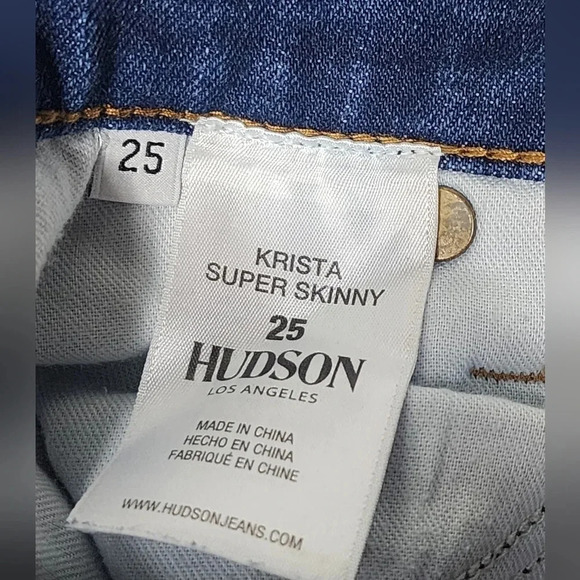 25
KRISTA
SUPER SKINNY
25
HUDSON
LOS ANGELES
MADE IN CHINA
HECHO EN CHINA
FABRIQUÉ EN CHINE
WWW.HUDSONJEANS.COM